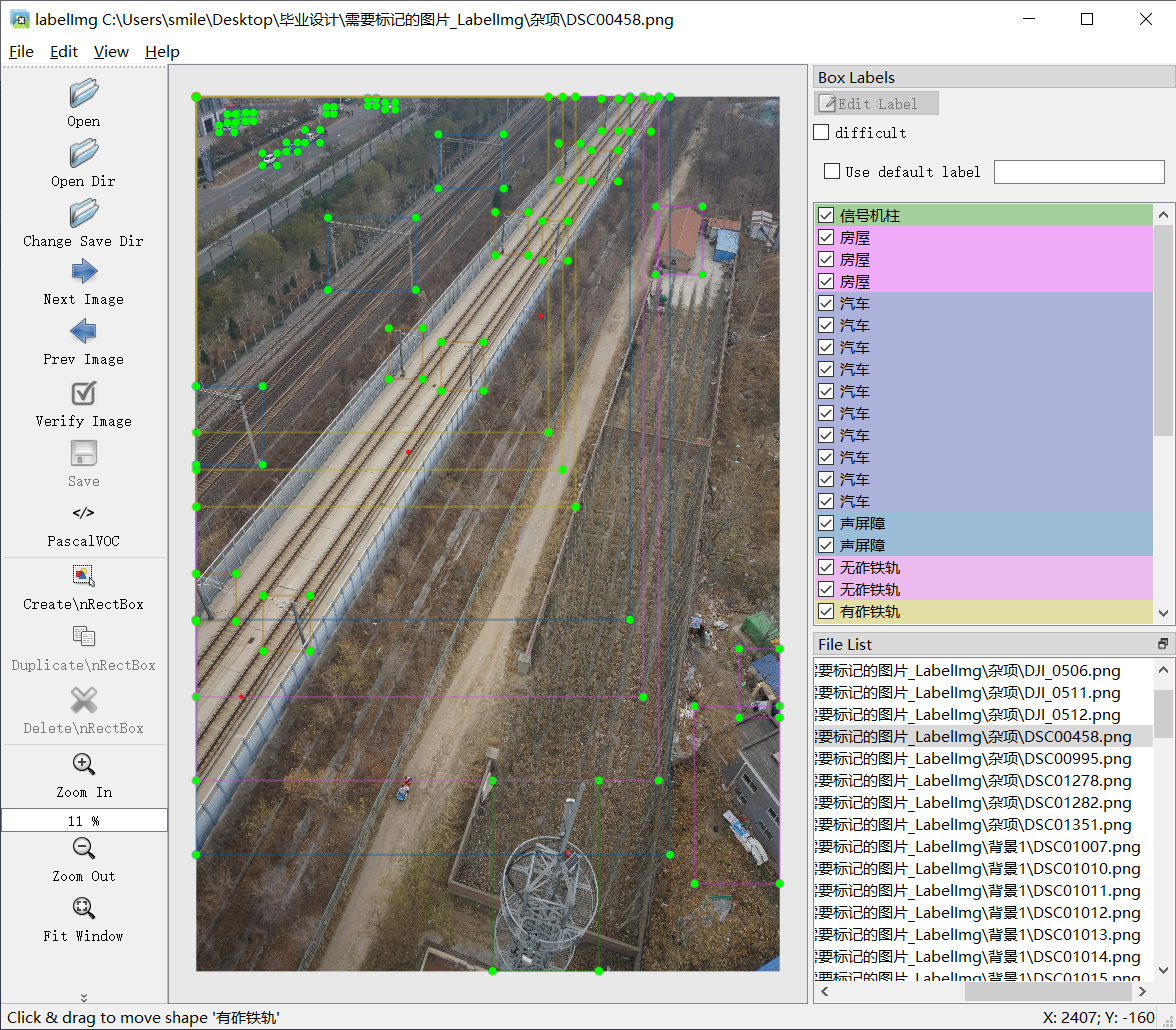 labelImg C:\Users\smile\Desktop\毕业设计\需要标记的图片_LabelImg\杂项\DSC00458.png
File Edit View Help
Open
Open Dir
Change Save Dir
Next Image
Prev Image
Verify Image
Save
</>
PascalVOC
Create\nRectBox
Duplicate\nRectBox
Delete\nRectBox
Zoom In
11 %
Zoom Out
Fit Window
Box Labels
Edit Label
difficult
Use default label
信号机柱
房屋
房屋
房屋
汽车
汽车
汽车
汽车
汽车
汽车
汽车
汽车
汽车
汽车
声屏障
声屏障
无砟铁轨
无砟铁轨
有砟铁轨
File List
要标记的图片_LabelImg\杂项\DJI_0506.png
要标记的图片_LabelImg\杂项\DJI_0511.png
要标记的图片_LabelImg\杂项\DJI_0512.png
要标记的图片_LabelImg\杂项\DSC00458.png
要标记的图片_LabelImg\杂项\DSC00995.png
要标记的图片_LabelImg\杂项\DSC01278.png
要标记的图片_LabelImg\杂项\DSC01282.png
要标记的图片_LabelImg\杂项\DSC01351.png
要标记的图片_LabelImg\背景1\DSC01007.png
要标记的图片_LabelImg\背景1\DSC01010.png
要标记的图片_LabelImg\背景1\DSC01011.png
要标记的图片_LabelImg\背景1\DSC01012.png
要标记的图片_LabelImg\背景1\DSC01013.png
要标记的图片_LabelImg\背景1\DSC01014.png
要标记的图片_LabelImg\背景1\DSC01015.png
Click & drag to move shape '有砟铁轨'
X: 2407; Y: -160